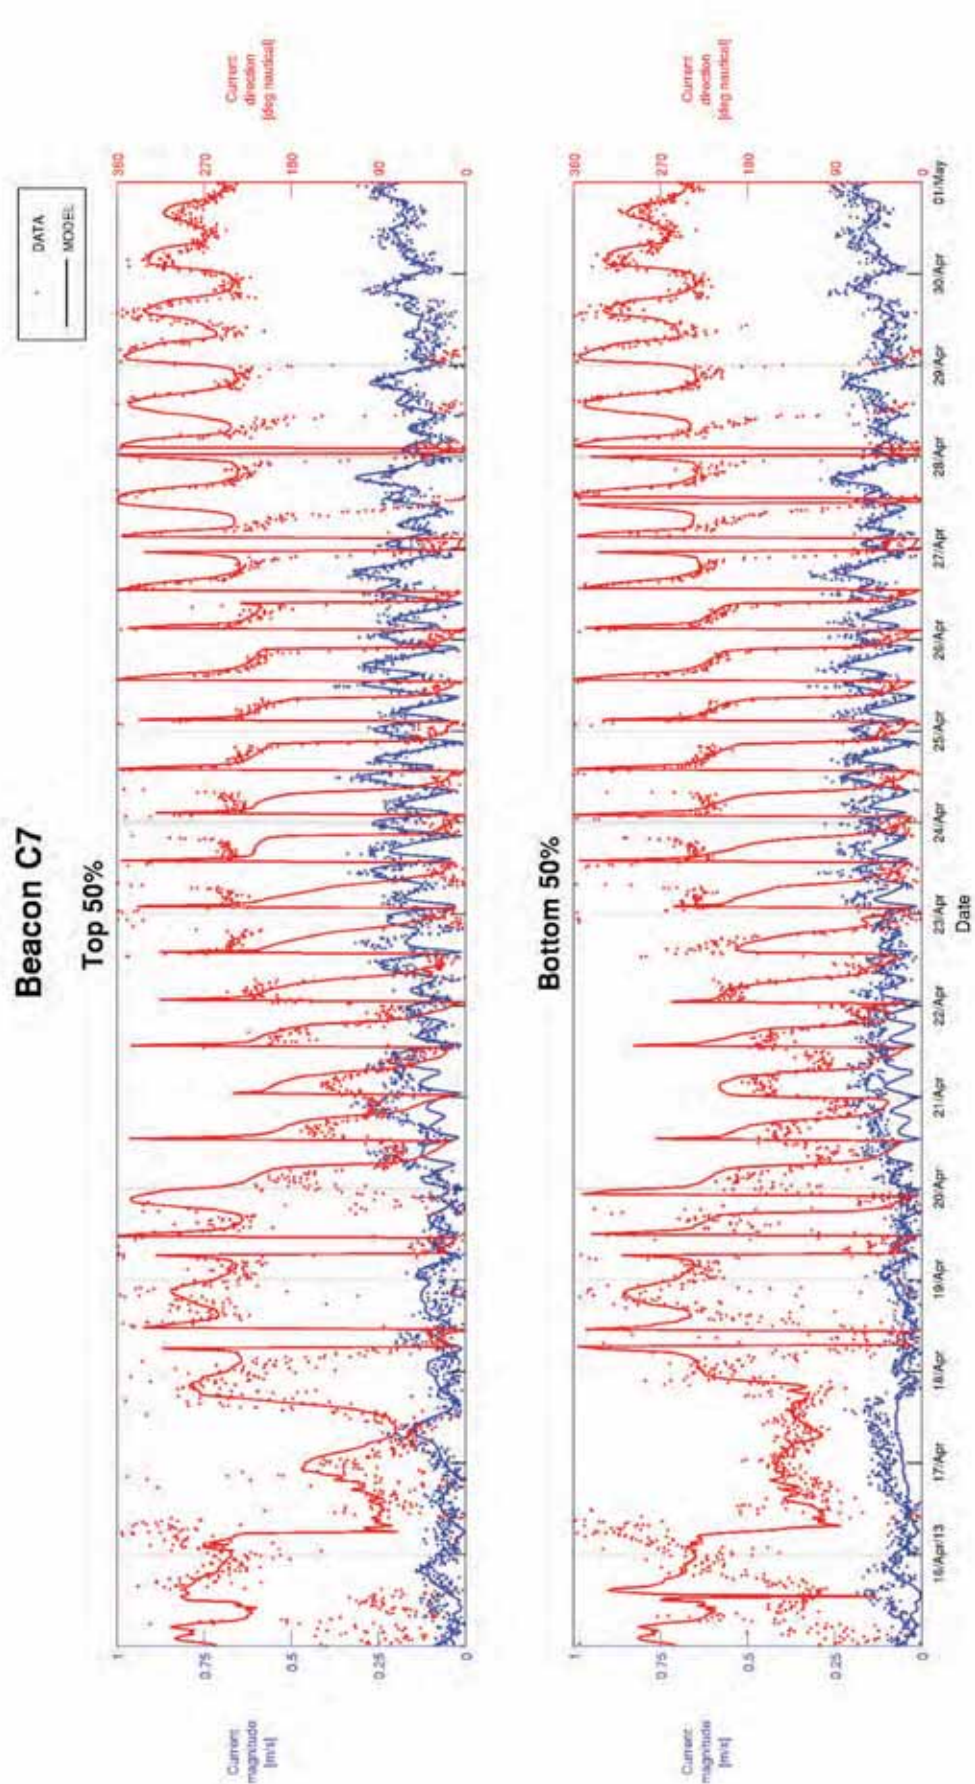 Beacon C7
DATA
MODEL
Top 50%
Current
magnitude
[m/s]
1
0.75
0.5
0.25
0
Current
direction
[deg nautical]
360
270
180
90
0
Bottom 50%
Current
magnitude
[m/s]
1
0.75
0.5
0.25
0
Current
direction
[deg nautical]
360
270
180
90
0
16/Apr/13 17/Apr 18/Apr 19/Apr 20/Apr 21/Apr 22/Apr 23/Apr 24/Apr 25/Apr 26/Apr 27/Apr 28/Apr 29/Apr 30/Apr 01/May
Date